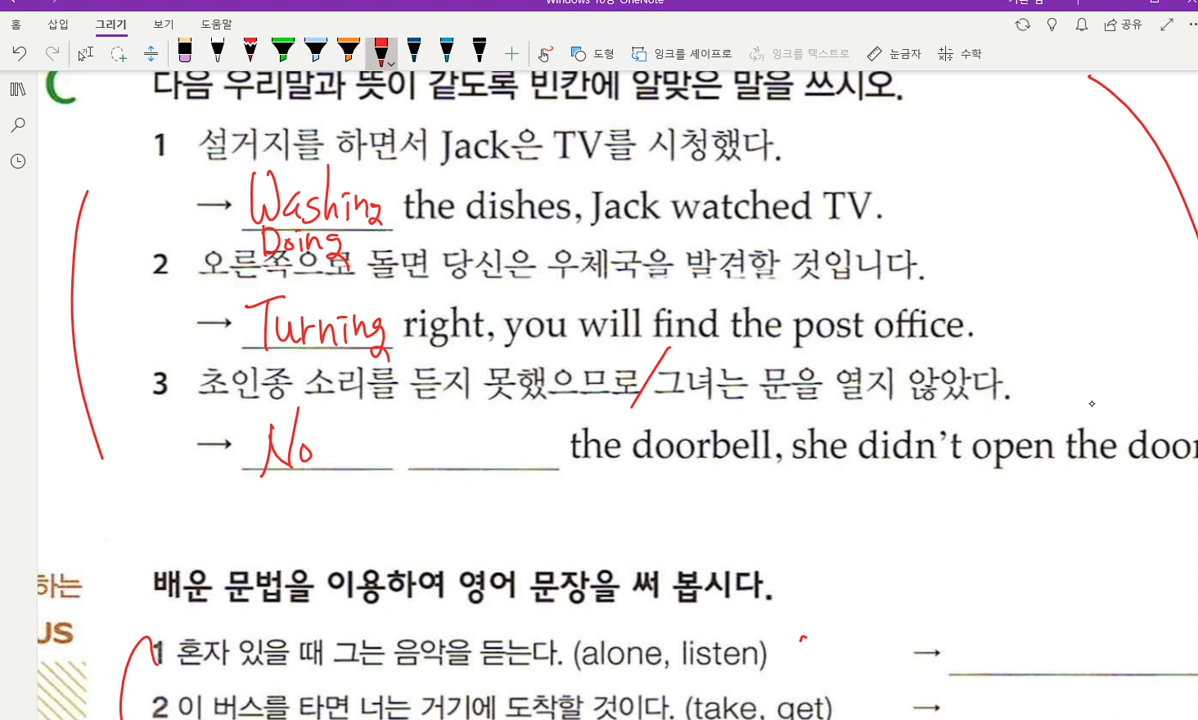 Windows 10용 OneNote
홈 삽입 그리기 보기 도움말
공유
도형 잉크를 셰이프로 잉크를 텍스트로 눈금자 수학
C 다음 우리말과 뜻이 같도록 빈칸에 알맞은 말을 쓰시오.
1 설거지를 하면서 Jack은 TV를 시청했다.
→ Washing the dishes, Jack watched TV.
Doing
2 오른쪽으로 돌면 당신은 우체국을 발견할 것입니다.
→ Turning right, you will find the post office.
3 초인종 소리를 듣지 못했으므로/그녀는 문을 열지 않았다.
→ No the doorbell, she didn't open the door
하는 배운 문법을 이용하여 영어 문장을 써 봅시다.
US
1 혼자 있을 때 그는 음악을 듣는다. (alone, listen) →
2 이 버스를 타면 너는 거기에 도착할 것이다. (take, get) →